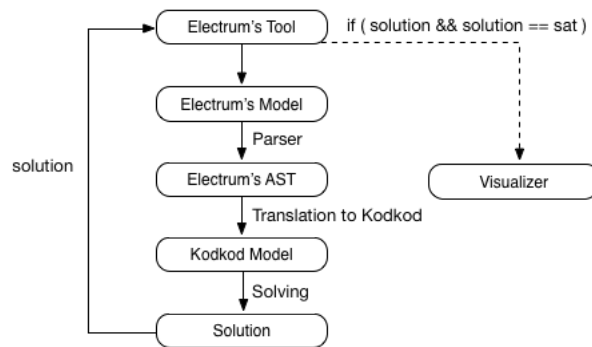 Electrum's Tool
if ( solution && solution == sat )
Electrum's Model
Parser
solution
Electrum's AST
Visualizer
Translation to Kodkod
Kodkod Model
Solving
Solution